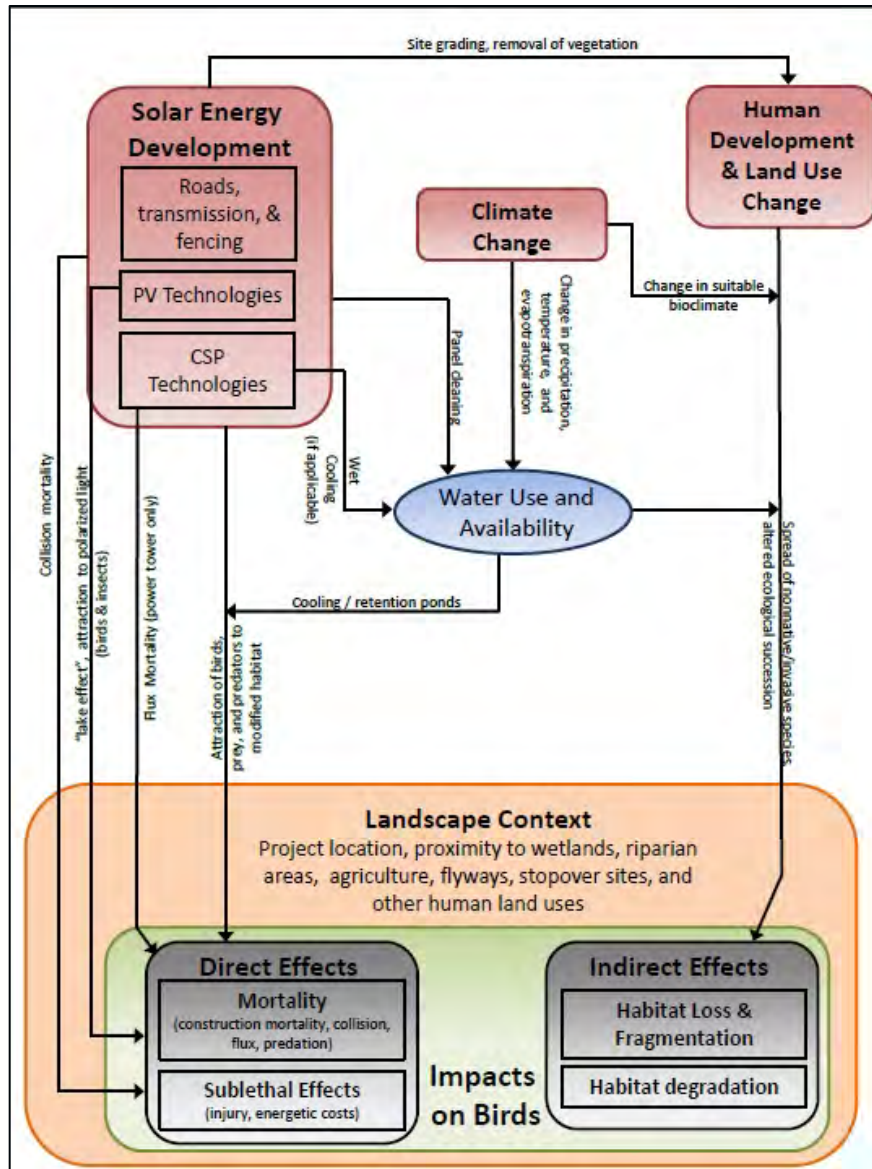 Site grading, removal of vegetation
Solar Energy
Development
Roads,
transmission, &
fencing
PV Technologies
CSP
Technologies
Human
Development
& Land Use
Change
Climate
Change
Change in suitable
bioclimate
Change in precipitation,
temperature, and
evapotranspiration
Panel cleaning
Wet
Cooling
(if applicable)
Water Use and
Availability
Cooling / retention ponds
Collision mortality
"lake effect", attraction to polarized light
(birds & insects)
Flux Mortality (power tower only)
Attraction of birds,
prey, and predators to
modified habitat
Spread of nonnative/invasive species,
altered ecological succession
Landscape Context
Project location, proximity to wetlands, riparian
areas, agriculture, flyways, stopover sites, and
other human land uses
Direct Effects
Mortality
(construction mortality, collision,
flux, predation)
Sublethal Effects
(injury, energetic costs)
Impacts
on Birds
Indirect Effects
Habitat Loss &
Fragmentation
Habitat degradation